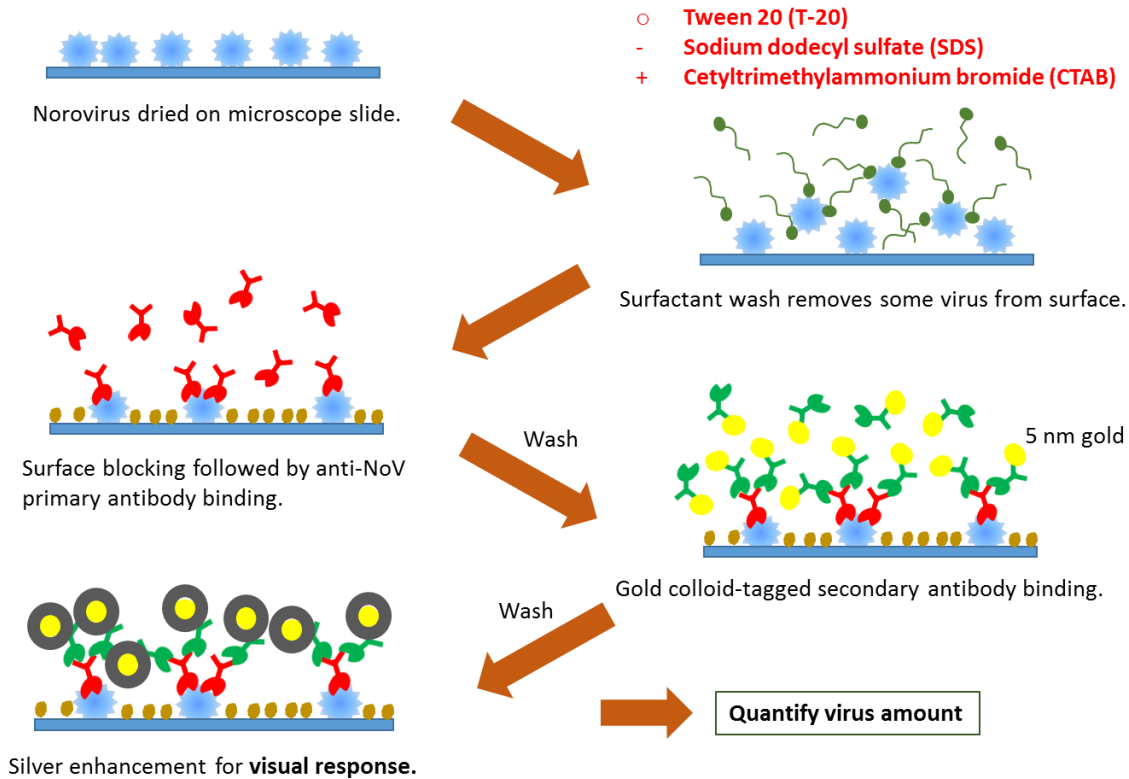 ○ Tween 20 (T-20)
- Sodium dodecyl sulfate (SDS)
+ Cetyltrimethylammonium bromide (CTAB)
Norovirus dried on microscope slide.
Surfactant wash removes some virus from surface.
Surface blocking followed by anti-NoV
primary antibody binding.
Wash
5 nm gold
Gold colloid-tagged secondary antibody binding.
Wash
Silver enhancement for visual response.
Quantify virus amount